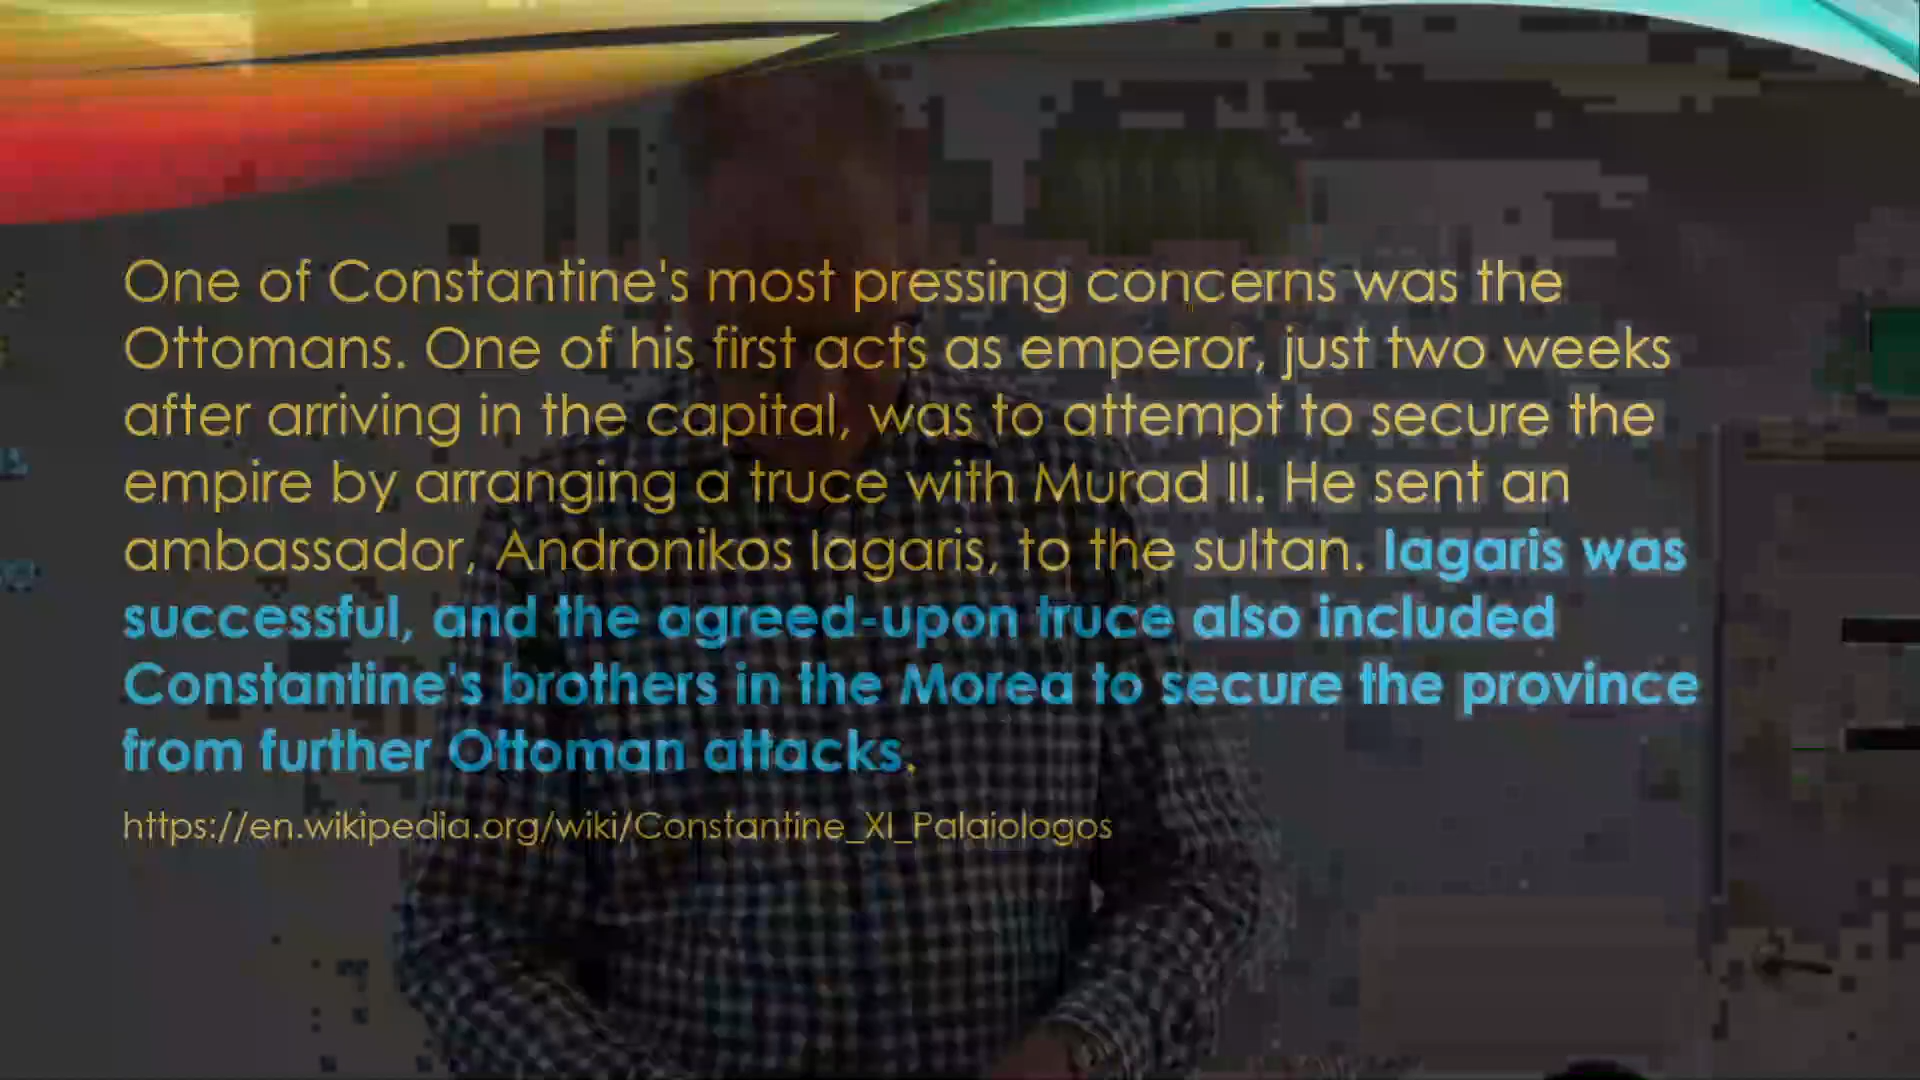 One of Constantine's most pressing concerns was the
Ottomans. One of his first acts as emperor, just two weeks
after arriving in the capital, was to attempt to secure the
empire by arranging a truce with Murad II. He sent an
ambassador, Andronikos Iagaris, to the sultan. Iagaris was
successful, and the agreed-upon truce also included
Constantine's brothers in the Morea to secure the province
from further Ottoman attacks.
https://en.wikipedia.org/wiki/Constantine_XI_Palaiologos